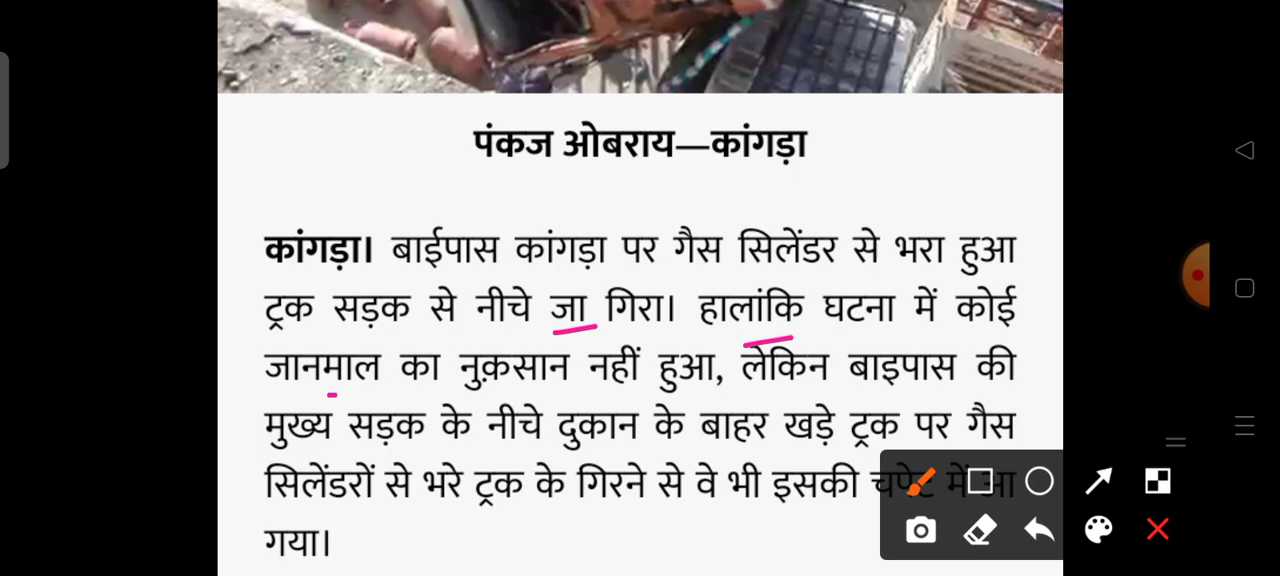 पंकज ओबराय—कांगड़ा
कांगड़ा। बाईपास कांगड़ा पर गैस सिलेंडर से भरा हुआ
ट्रक सड़क से नीचे जा गिरा। हालांकि घटना में कोई
जानमाल का नुक़सान नहीं हुआ, लेकिन बाइपास की
मुख्य सड़क के नीचे दुकान के बाहर खड़े ट्रक पर गैस
सिलेंडरों से भरे ट्रक के गिरने से वे भी इसकी चपेट में आ
गया।